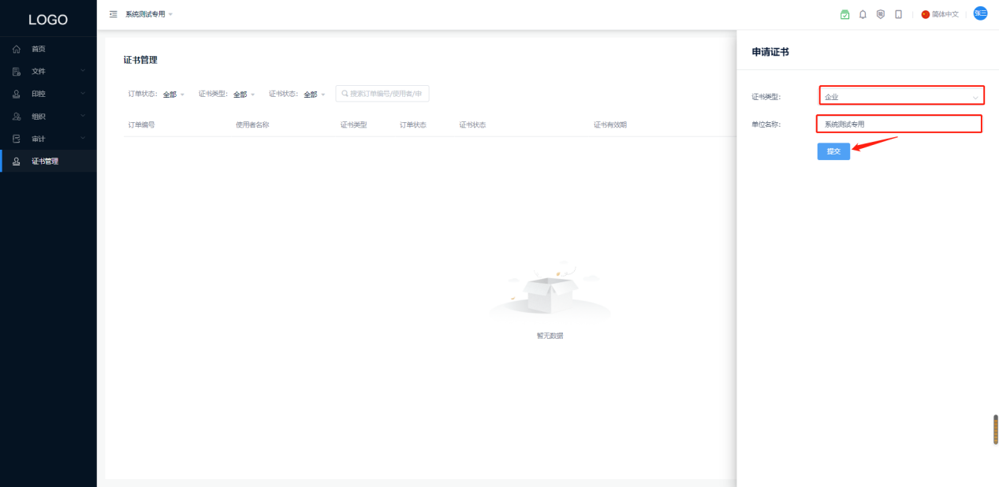 LOGO
系统测试专用
简体中文
张三
首页
文件
印控
组织
审计
证书管理
证书管理
订单状态: 全部 证书类型: 全部 证书状态: 全部 搜索订单编号/使用者/申
订单编号 使用者名称 证书类型 订单状态 证书状态 证书有效期
暂无数据
申请证书
证书类型: 企业
单位名称: 系统测试专用
提交